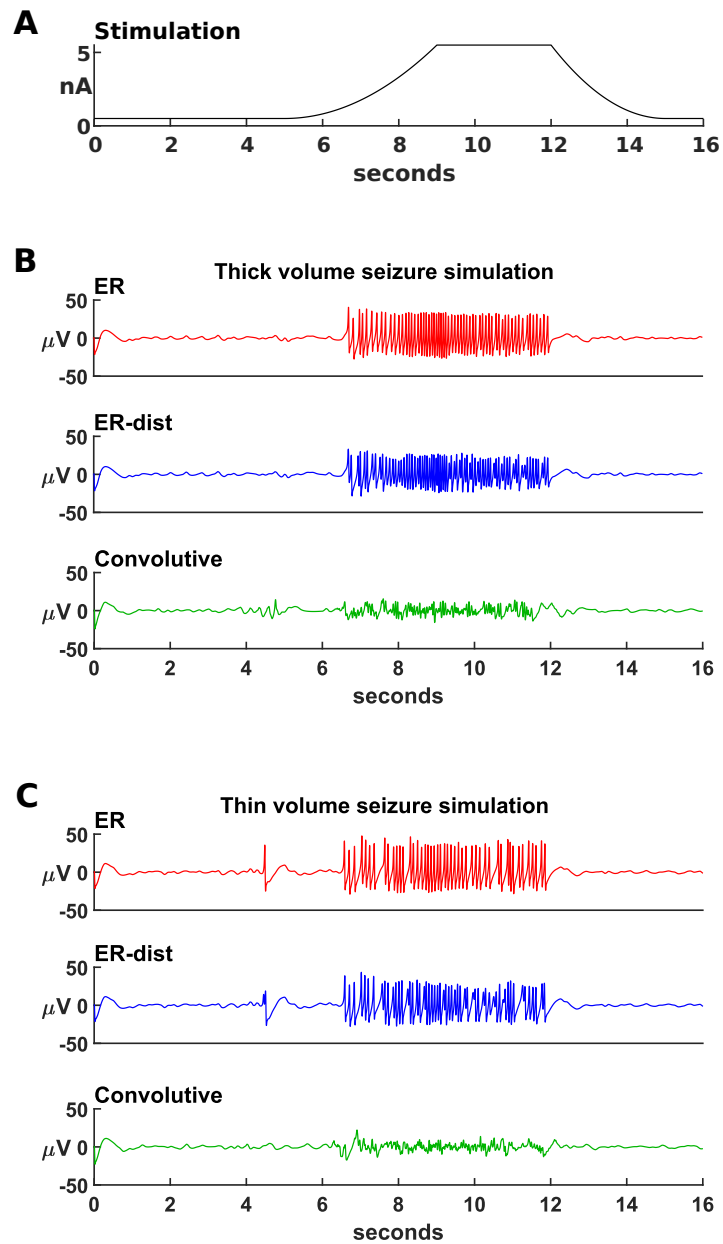 A
Stimulation
5
nA
0
0 2 4 6 8 10 12 14 16
seconds
B
Thick volume seizure simulation
ER
50
μV 0
-50
ER-dist
50
μV 0
-50
Convolutive
50
μV 0
-50
0 2 4 6 8 10 12 14 16
seconds
C
Thin volume seizure simulation
ER
50
μV 0
-50
ER-dist
50
μV 0
-50
Convolutive
50
μV 0
-50
0 2 4 6 8 10 12 14 16
seconds